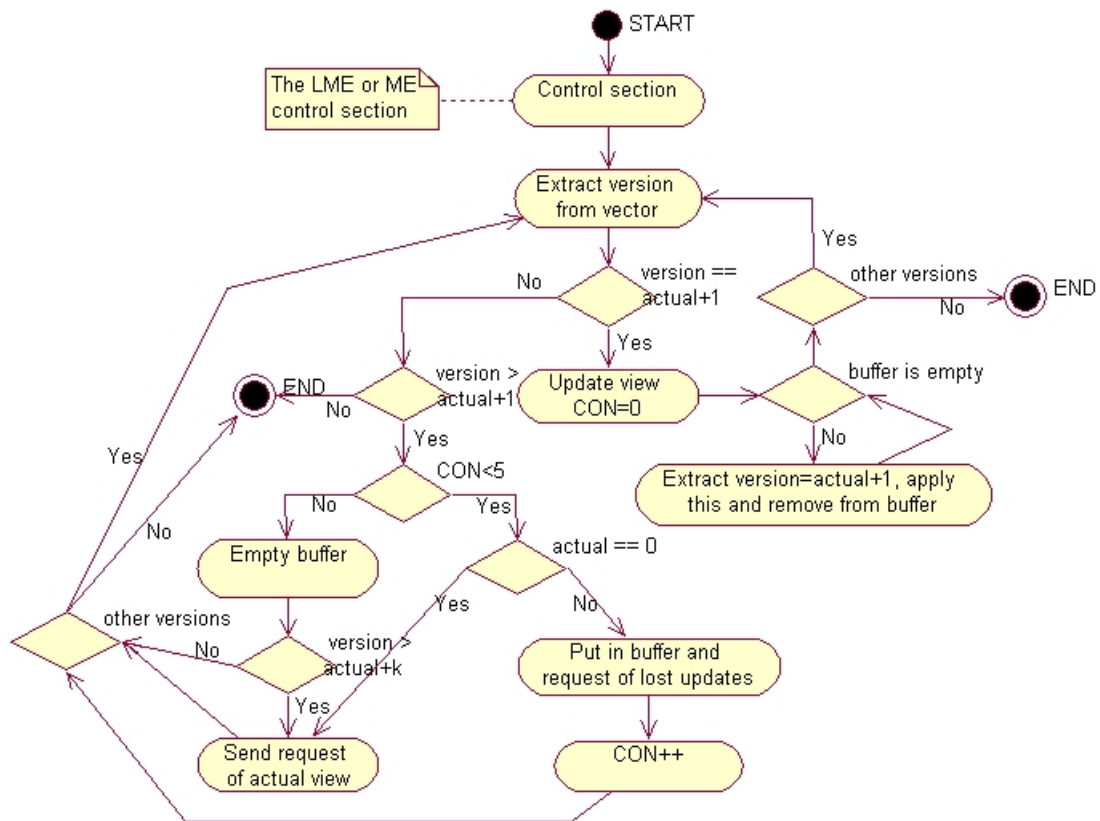 START
The LME or ME
control section
Control section
Extract version
from vector
Yes
No
version ==
actual+1
other versions
No
END
Yes
version >
actual+1
END
No
Update view
CON=0
buffer is empty
Yes
No
Yes
CON<5
Extract version=actual+1, apply
this and remove from buffer
No
Yes
No
Empty buffer
actual == 0
Yes
No
other versions
No
version >
actual+k
Put in buffer and
request of lost updates
Yes
Send request
of actual view
CON++